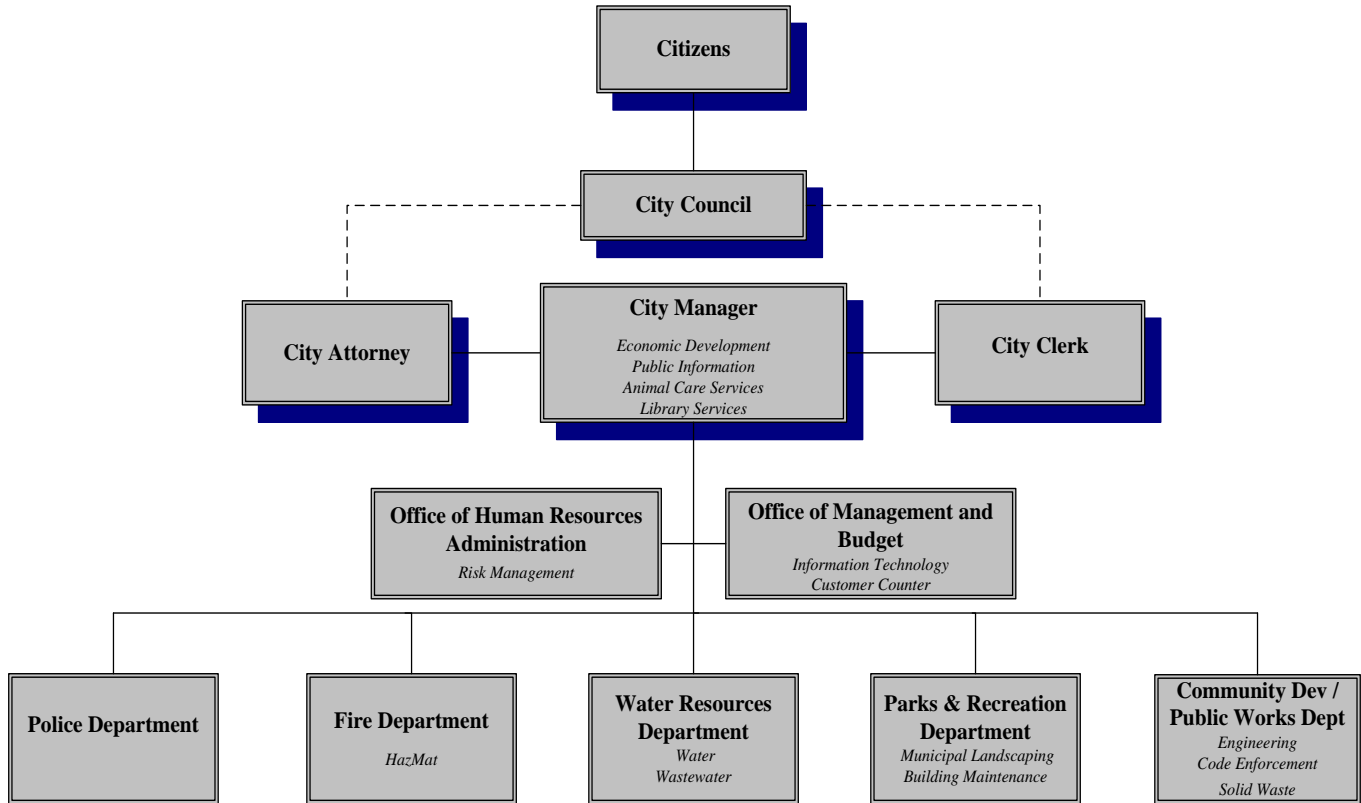 Citizens
City Council
City Attorney
City Manager
Economic Development
Public Information
Animal Care Services
Library Services
City Clerk
Office of Human Resources
Administration
Risk Management
Office of Management and
Budget
Information Technology
Customer Counter
Police Department
Fire Department
HazMat
Water Resources
Department
Water
Wastewater
Parks & Recreation
Department
Municipal Landscaping
Building Maintenance
Community Dev /
Public Works Dept
Engineering
Code Enforcement
Solid Waste